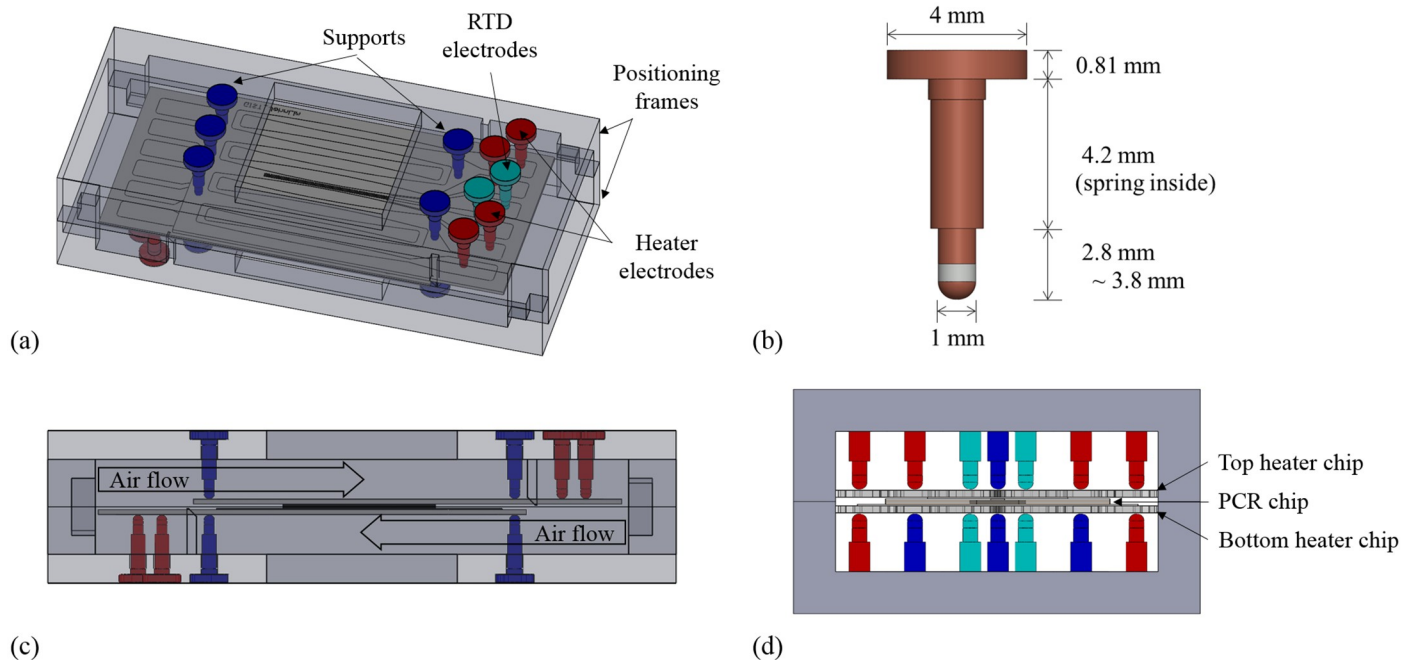 Supports
RTD
electrodes
Positioning
frames
Heater
electrodes
(a)
4 mm
0.81 mm
4.2 mm
(spring inside)
2.8 mm
~ 3.8 mm
1 mm
(b)
Air flow
Air flow
(c)
Top heater chip
PCR chip
Bottom heater chip
(d)